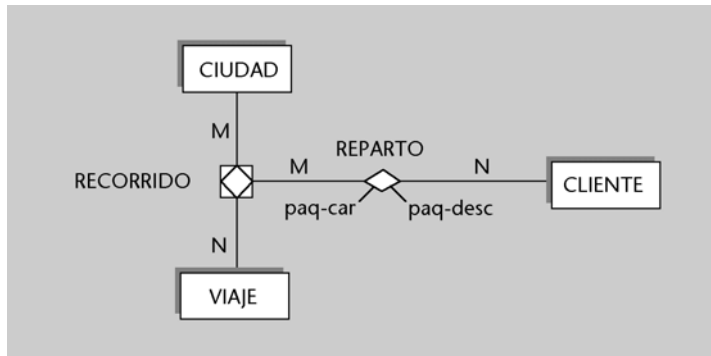 CIUDAD
M
REPARTO
RECORRIDO
M
N
CLIENTE
paq-car
paq-desc
N
VIAJE